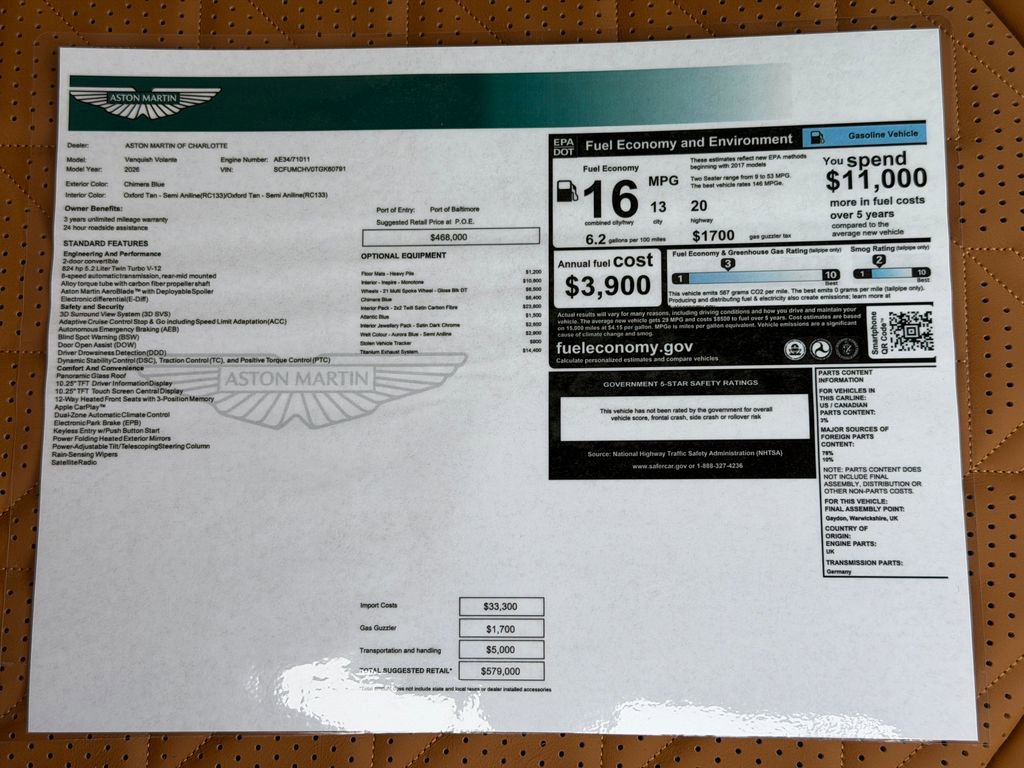 ASTON MARTIN
Dealer: ASTON MARTIN OF CHARLOTTE
Model: Vanquish Volante Engine Number: AE34/71011
Model Year: 2026 VIN: SCFUMCHV0TGK60791
Exterior Color: Chimera Blue
Interior Color: Oxford Tan - Semi Aniline(RC133)/Oxford Tan - Semi Aniline(RC133)
Owner Benefits:
3 years unlimited mileage warranty
24 hour roadside assistance
STANDARD FEATURES
Engineering And Performance
2-door convertible
824 hp 5.2 Liter Twin Turbo V-12
8-speed automatic transmission, rear-mid mounted
Alloy torque tube with carbon fiber propeller shaft
Aston Martin AeroBlade™ with Deployable Spoiler
Electronic differential(E-Diff)
Safety and Security
3D Surround View System (3D SVS)
Adaptive Cruise Control Stop & Go including Speed Limit Adaptation(ACC)
Autonomous Emergency Braking (AEB)
Blind Spot Warning (BSW)
Door Open Assist (DOW)
Driver Drowsiness Detection(DDD)
Dynamic Stability Control (DSC), Traction Control(TC), and Positive Torque Control (PTC)
Comfort And Convenience
Panoramic Glass Roof
10.25" TFT Driver Information Display
10.25" TFT Touch Screen Central Display
12-Way Heated Front Seats with 3-Position Memory
Apple CarPlay™
Dual-Zone Automatic Climate Control
Electronic Park Brake (EPB)
Keyless Entry w/Push Button Start
Power Folding Heated Exterior Mirrors
Power-Adjustable Tilt/Telescoping Steering Column
Rain-Sensing Wipers
Satellite Radio
Port of Entry: Port of Baltimore
Suggested Retail Price at P.O.E.
$468,000
OPTIONAL EQUIPMENT
Floor Mats - Heavy Pile $1,200
Interior - Inspire - Monotone $10,900
Wheels - 21 Multi Spoke Wheel - Gloss Blk DT
Chimera Blue $6,400
Interior Pack - 2x2 Twill Satin Carbon Fibre
Atlantic Blue $1,500
Interior Jewellery Pack - Satin Dark Chrome
Welt Colour - Aurora Blue - Semi Aniline
Stolen Vehicle Tracker
Titanium Exhaust System $14,400
ASTON MARTIN
Import Costs $33,300
Gas Guzzler $1,700
Transportation and handling $5,000
TOTAL SUGGESTED RETAIL* $579,000
does not include state and local taxes or dealer installed accessories
EPA
DOT
Fuel Economy and Environment
Gasoline Vehicle
Fuel Economy
16 MPG
combined city/hwy
13
city
20
highway
6.2 gallons per 100 miles
These estimates reflect new EPA methods
beginning with 2017 models
Two Seater range from 9 to 53 MPG.
The best vehicle rates 146 MPGe.
$1700 gas guzzler tax
You spend
$11,000
more in fuel costs
over 5 years
compared to the
average new vehicle
Annual fuel cost
$3,900
Fuel Economy & Greenhouse Gas Rating (tailpipe only)
3
1 10
Best
Smog Rating (tailpipe only)
2
1 10
Best
This vehicle emits 567 grams CO2 per mile. The best emits 0 grams per mile (tailpipe only).
Producing and distributing fuel & electricity also create emissions; learn more at
Actual results will vary for many reasons, including driving conditions and how you drive and maintain your
vehicle. The average new vehicle gets 29 MPG and costs $8500 to fuel over 5 years. Cost estimates are based
on 15,000 miles at $4.15 per gallon. MPGe is miles per gallon equivalent. Vehicle emissions are a significant
cause of climate change and smog.
fueleconomy.gov
Calculate personalized estimates and compare vehicles
Smartphone
QR Code™
GOVERNMENT 5-STAR SAFETY RATINGS
This vehicle has not been rated by the government for overall
vehicle score, frontal crash, side crash or rollover risk
Source: National Highway Traffic Safety Administration (NHTSA)
www.safercar.gov or 1-888-327-4236
PARTS CONTENT
INFORMATION
FOR VEHICLES IN
THIS CARLINE:
US / CANADIAN
PARTS CONTENT:
3%
MAJOR SOURCES OF
FOREIGN PARTS
CONTENT:
10%
NOTE: PARTS CONTENT DOES
NOT INCLUDE FINAL
ASSEMBLY, DISTRIBUTION OR
OTHER NON-PARTS COSTS.
FOR THIS VEHICLE:
FINAL ASSEMBLY POINT:
Gaydon, Warwickshire, UK
COUNTRY OF
ORIGIN:
ENGINE PARTS:
UK
TRANSMISSION PARTS:
Germany